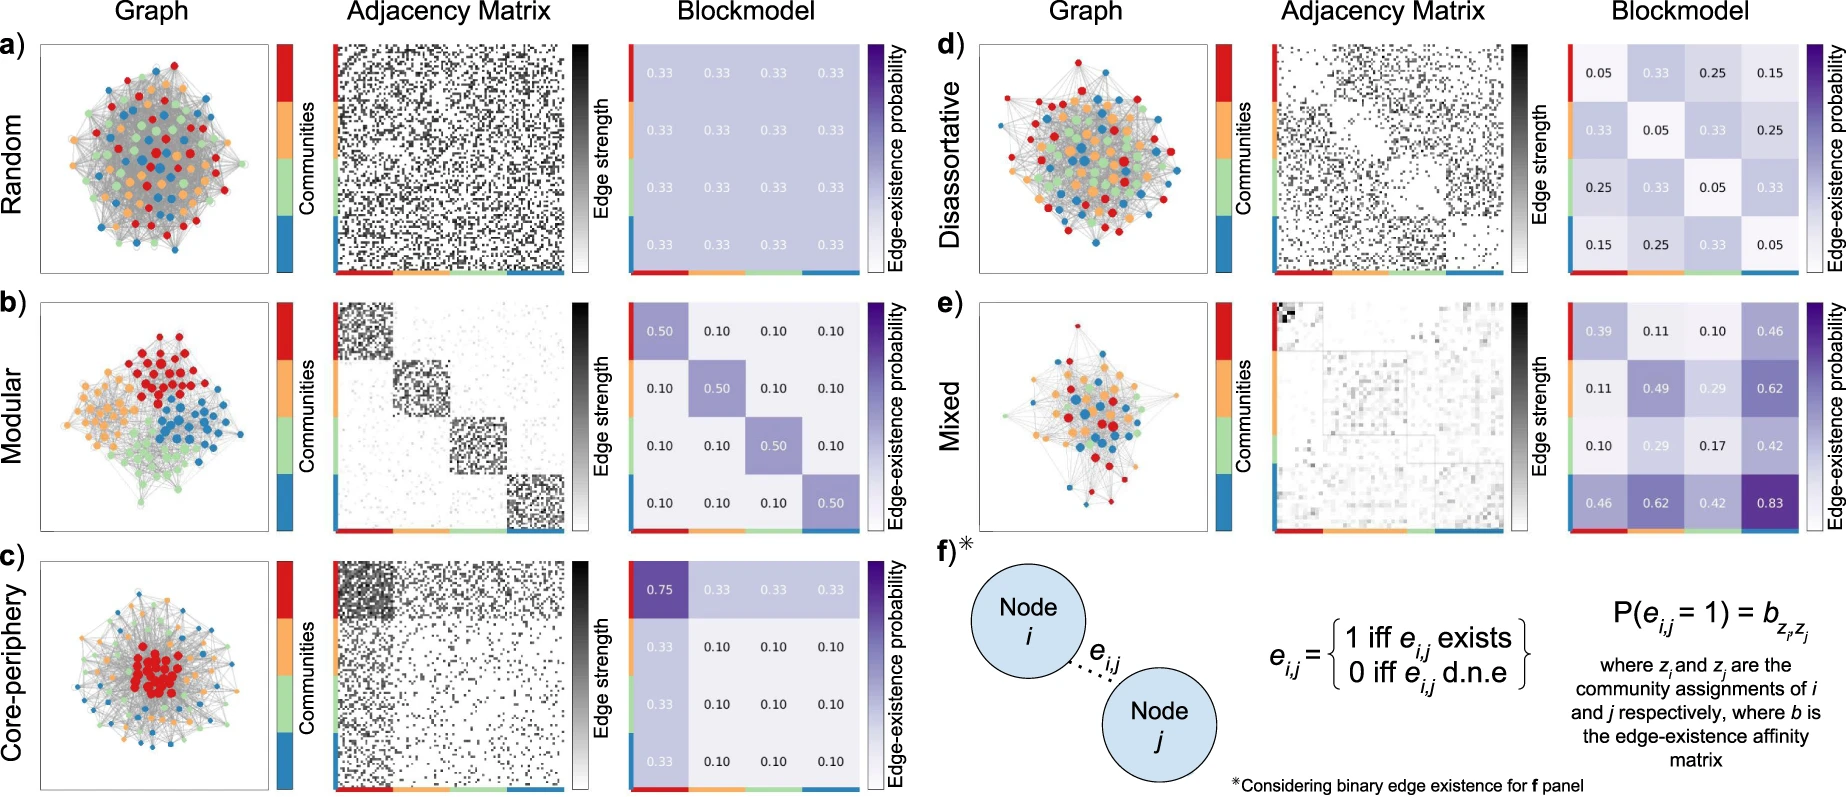 Graph Adjacency Matrix Blockmodel
Graph Adjacency Matrix Blockmodel
a)
Random
Communities
Edge strength
0.33 0.33 0.33 0.33
0.33 0.33 0.33 0.33
0.33 0.33 0.33 0.33
0.33 0.33 0.33 0.33
Edge-existence probability
b)
Modular
Communities
Edge strength
0.50 0.10 0.10 0.10
0.10 0.50 0.10 0.10
0.10 0.10 0.50 0.10
0.10 0.10 0.10 0.50
Edge-existence probability
c)
Core-periphery
Communities
Edge strength
0.75 0.33 0.33 0.33
0.33 0.10 0.10 0.10
0.33 0.10 0.10 0.10
0.33 0.10 0.10 0.10
Edge-existence probability
d)
Disassortative
Communities
Edge strength
0.05 0.33 0.25 0.15
0.33 0.05 0.33 0.25
0.25 0.33 0.05 0.33
0.15 0.25 0.33 0.05
Edge-existence probability
e)
Mixed
Communities
Edge strength
0.39 0.11 0.10 0.46
0.11 0.49 0.29 0.62
0.10 0.29 0.17 0.42
0.46 0.62 0.42 0.83
Edge-existence probability
f)*
Node
i
e i,j
Node
j
e i,j = { 1 iff e i,j exists
0 iff e i,j d.n.e }
P(e i,j = 1) = b z i, z j
where z i and z j are the
community assignments of i
and j respectively, where b is
the edge-existence affinity
matrix
*Considering binary edge existence for f panel